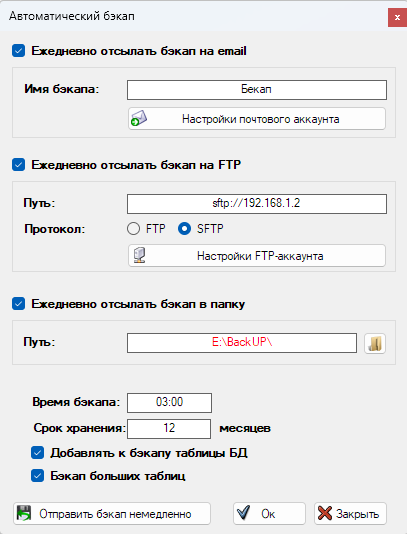 Автоматический бэкап
Ежедневно отсылать бэкап на email
Имя бэкапа: Бекап
Настройки почтового аккаунта
Ежедневно отсылать бэкап на FTP
Путь: sftp://192.168.1.2
Протокол: FTP SFTP
Настройки FTP-аккаунта
Ежедневно отсылать бэкап в папку
Путь: E:\BackUP\
Время бэкапа: 03:00
Срок хранения: 12 месяцев
Добавлять к бэкапу таблицы БД
Бэкап больших таблиц
Отправить бэкап немедленно Ок Закрыть